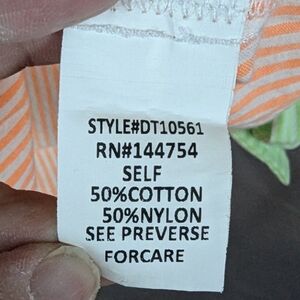 STYLE#DT10561
RN#144754
SELF
50%COTTON
50%NYLON
SEE PREVERSE
FORCARE